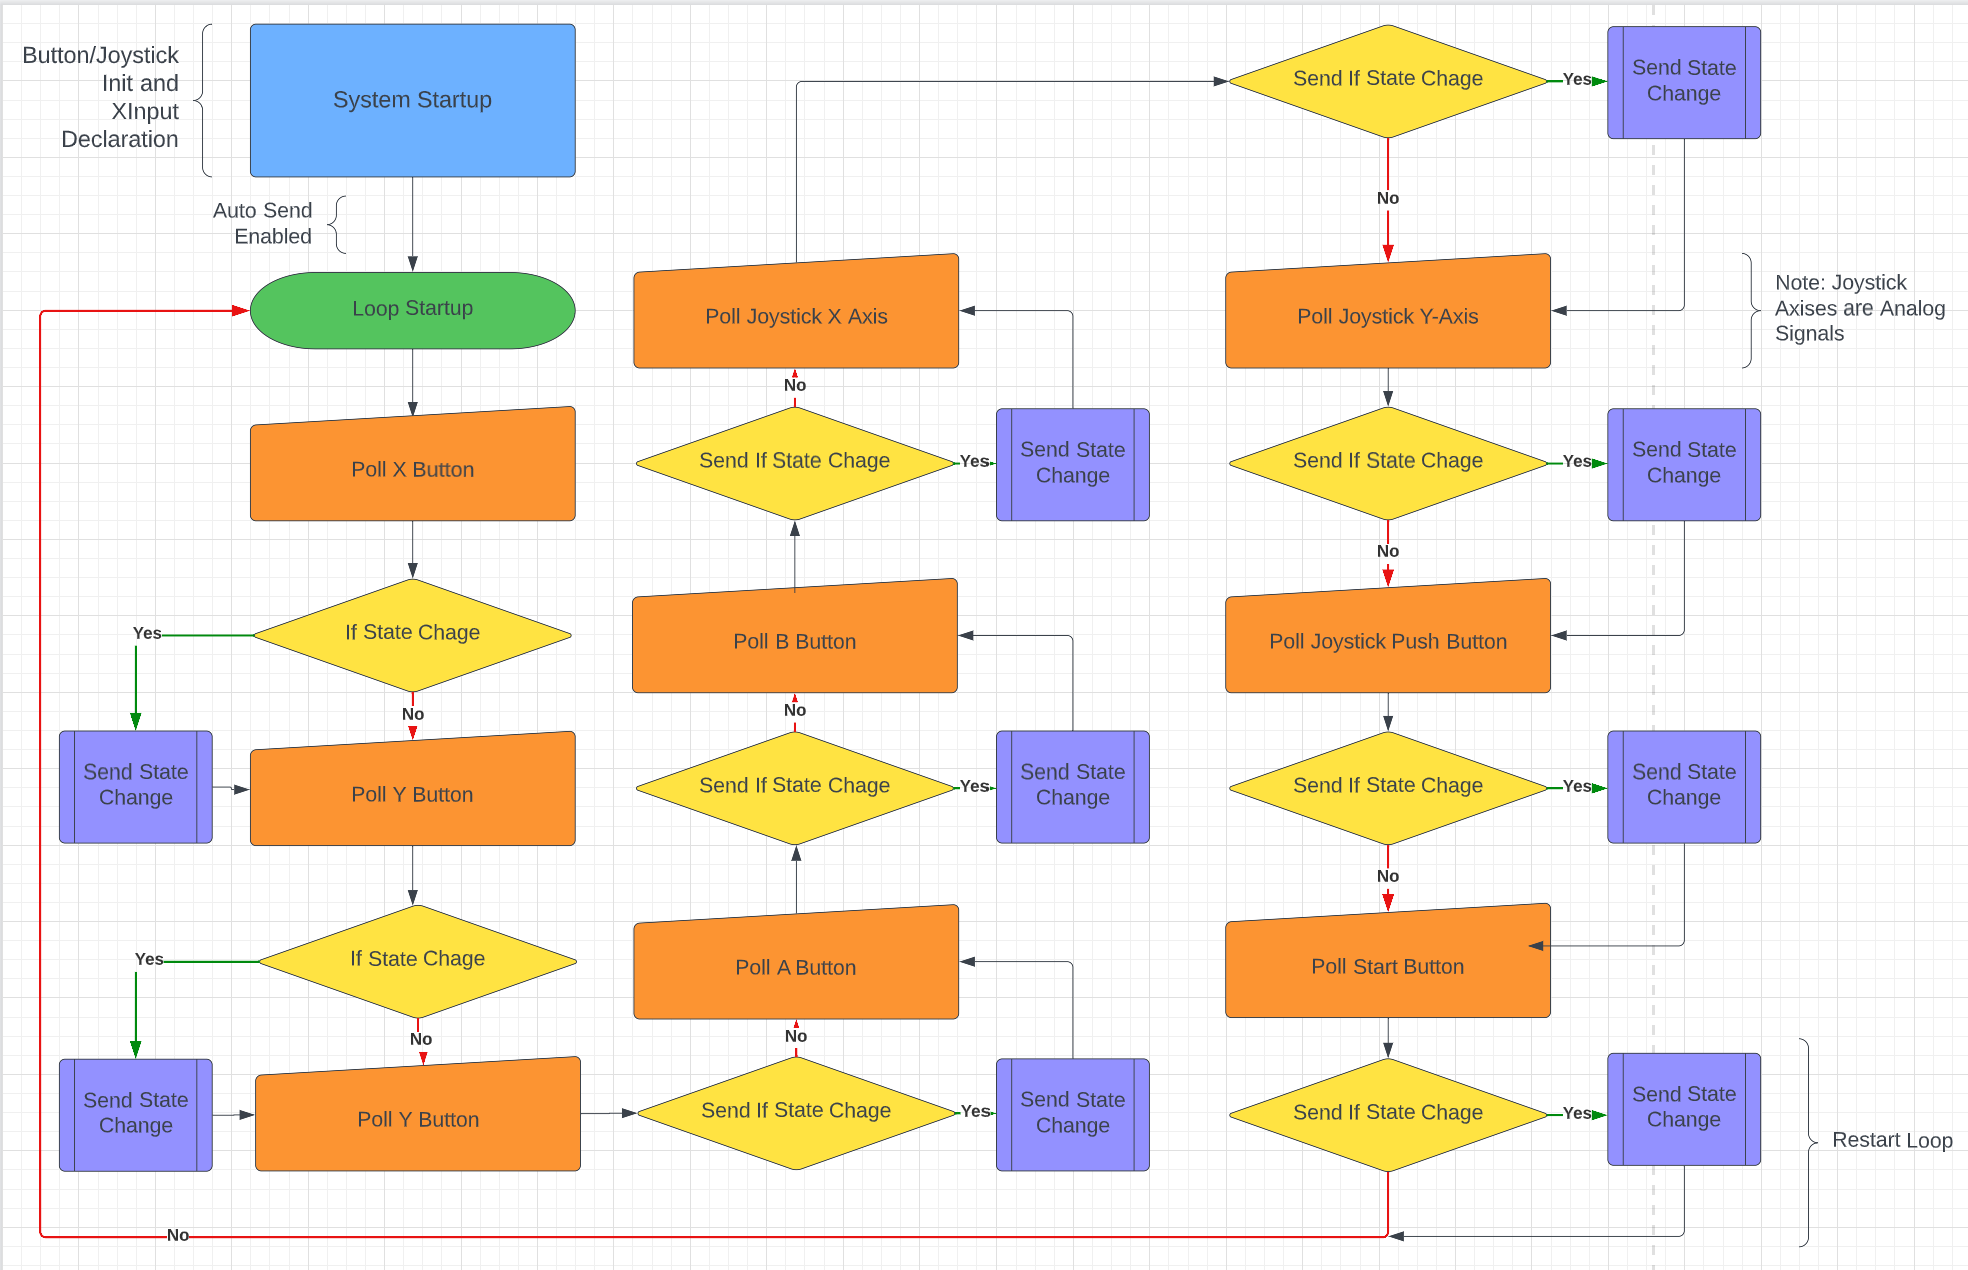 Button/Joystick
Init and
XInput
Declaration
System Startup
Auto Send
Enabled
Loop Startup
Poll X Button
If State Chage
Yes
No
Send State
Change
Poll Y Button
If State Chage
Yes
No
Send State
Change
Poll Y Button
Send If State Chage
Yes
Send State
Change
No
Poll A Button
Send If State Chage
Yes
Send State
Change
No
Poll B Button
Send If State Chage
Yes
Send State
Change
No
Poll Joystick X Axis
Send If State Chage
Yes
Send State
Change
No
Poll Joystick Y-Axis
Note: Joystick
Axises are Analog
Signals
Send If State Chage
Yes
Send State
Change
No
Poll Joystick Push Button
Send If State Chage
Yes
Send State
Change
No
Poll Start Button
Send If State Chage
Yes
Send State
Change
Restart Loop
No